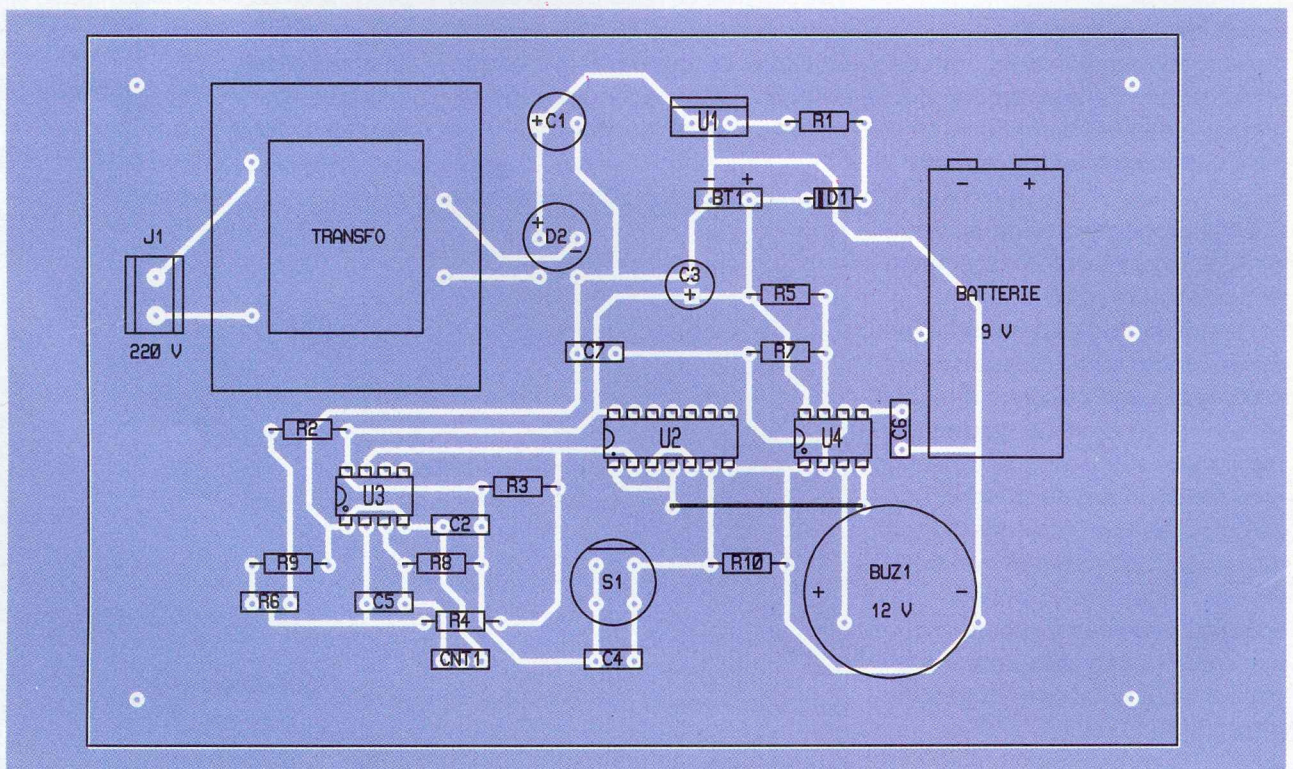 + C1
U1
R1
- +
BT1
D1
- +
J1
TRANSFO
+
D2
-
C3
+
R5
BATTERIE
220 V
C7
R7
9 V
R2
U2
U4
C6
U3
R3
C2
R9
R8
S1
R10
BUZ1
+ -
R6
C5
R4
12 V
CNT1
C4